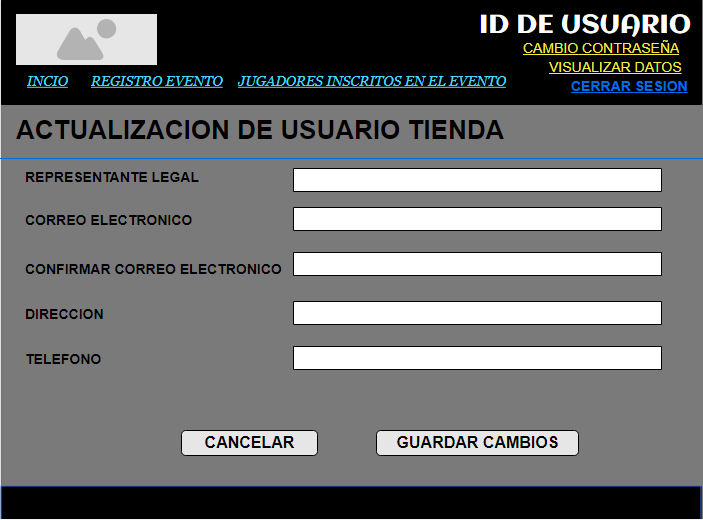 ID DE USUARIO
CAMBIO CONTRASEÑA
VISUALIZAR DATOS
CERRAR SESION
INCIO REGISTRO EVENTO JUGADORES INSCRITOS EN EL EVENTO
ACTUALIZACION DE USUARIO TIENDA
REPRESENTANTE LEGAL
CORREO ELECTRONICO
CONFIRMAR CORREO ELECTRONICO
DIRECCION
TELEFONO
CANCELAR GUARDAR CAMBIOS